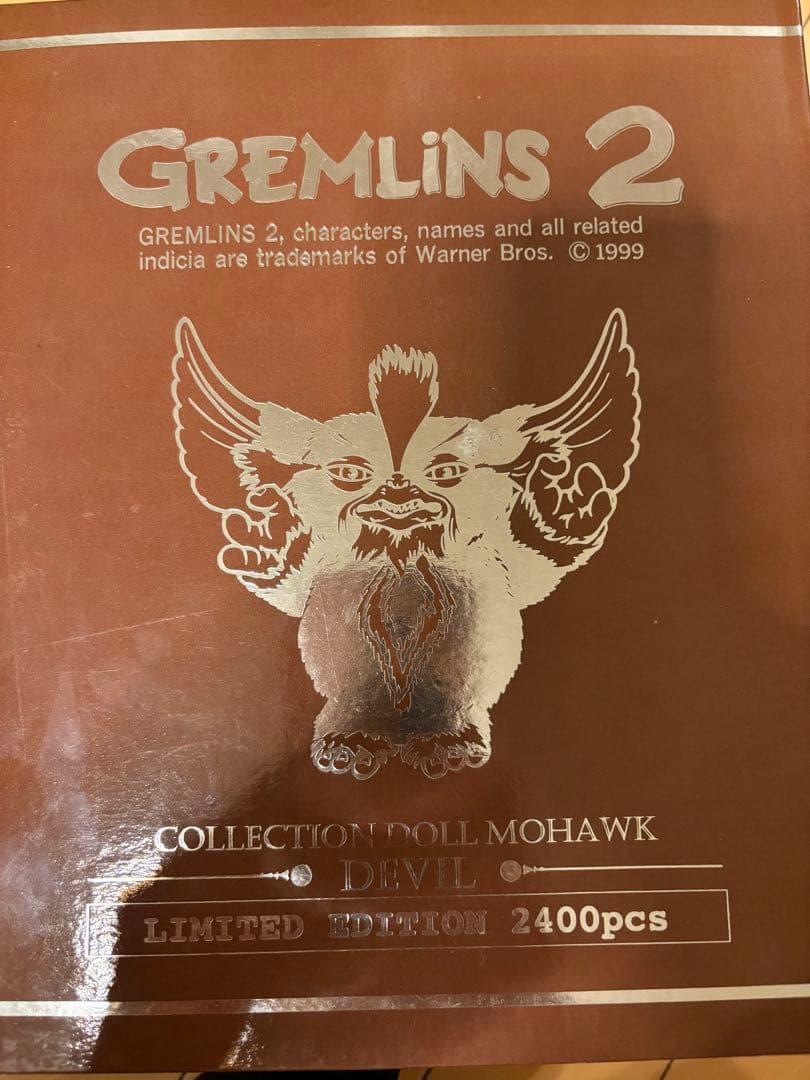 GREMLiNS 2
GREMLINS 2, characters, names and all related
indicia are trademarks of Warner Bros. © 1999
COLLECTION DOLL MOHAWK
DEVIL
LIMITED EDITION 2400pcs